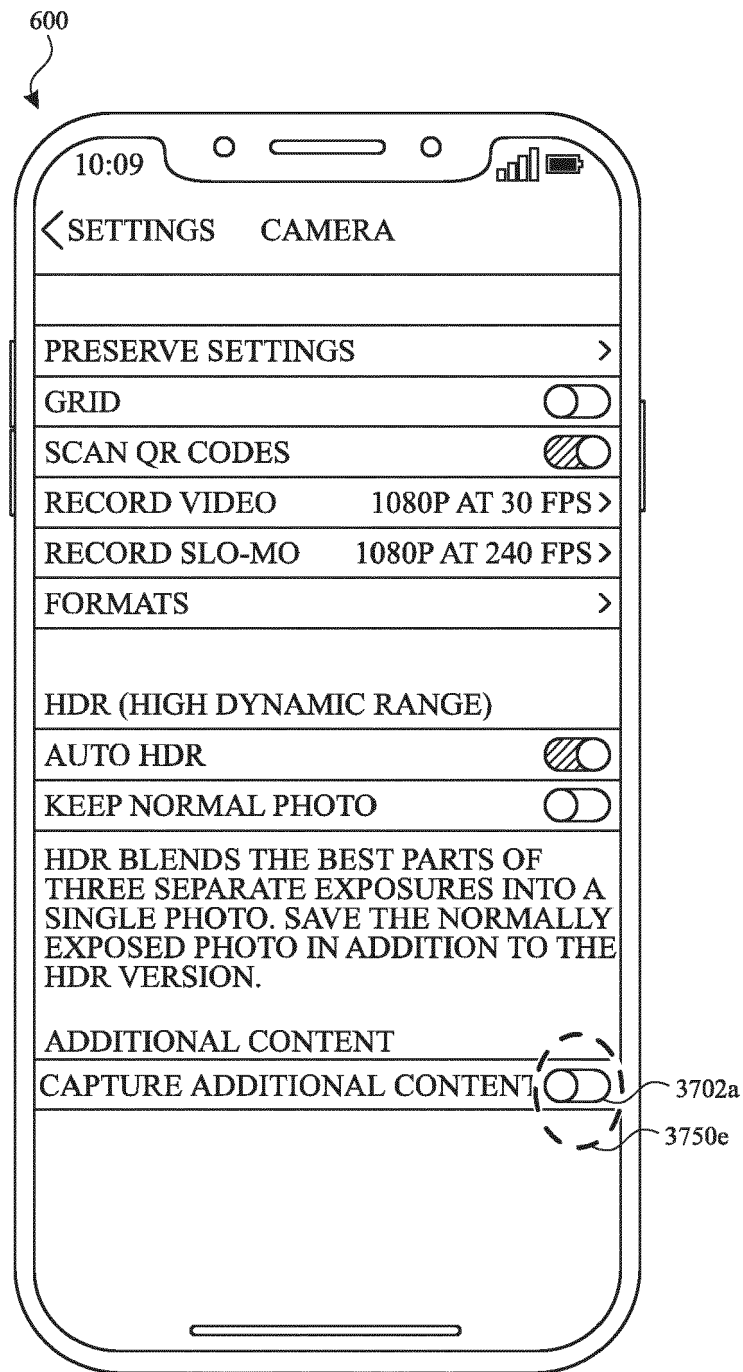 600
10:09
SETTINGS CAMERA
PRESERVE SETTINGS
GRID
SCAN QR CODES
RECORD VIDEO 1080P AT 30 FPS
RECORD SLO-MO 1080P AT 240 FPS
FORMATS
HDR (HIGH DYNAMIC RANGE)
AUTO HDR
KEEP NORMAL PHOTO
HDR BLENDS THE BEST PARTS OF
THREE SEPARATE EXPOSURES INTO A
SINGLE PHOTO. SAVE THE NORMALLY
EXPOSED PHOTO IN ADDITION TO THE
HDR VERSION.
ADDITIONAL CONTENT
CAPTURE ADDITIONAL CONTENT
3702a
3750e